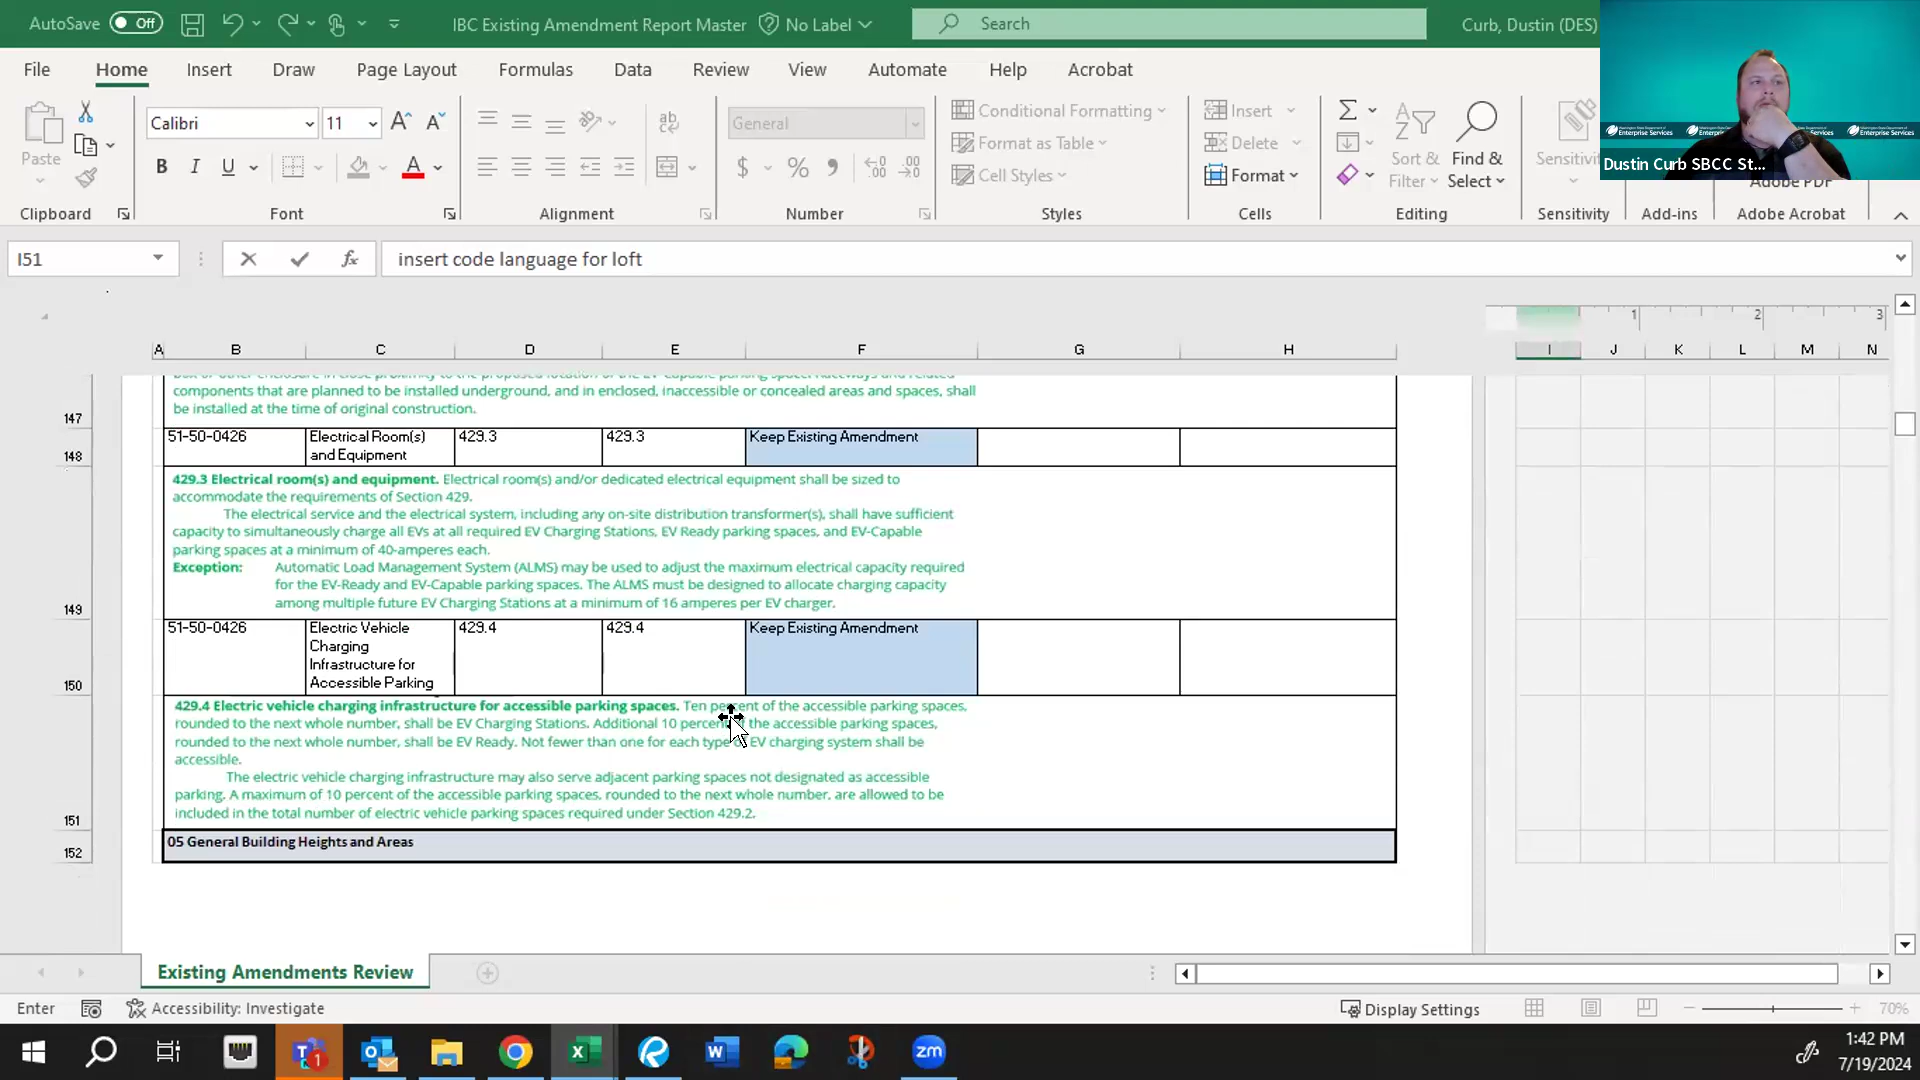 AutoSave Off IBC Existing Amendment Report Master No Label Search Curb, Dustin (DES)
File Home Insert Draw Page Layout Formulas Data Review View Automate Help Acrobat
Paste
Clipboard
Calibri 11
B I U A
Font
ab
Alignment
General
$ % 9
Number
Conditional Formatting
Format as Table
Cell Styles
Styles
Insert
Delete
Format
Cells
Sort &
Filter
Find &
Select
Editing
Sensitivity
Add-ins
Adobe PDF
Adobe Acrobat
Enterprise Services
Enterprise Services
Dustin Curb SBCC St...
I51 fx insert code language for loft
1 2 3
A B C D E F G H I J K L M N
components that are planned to be installed underground, and in enclosed, inaccessible or concealed areas and spaces, shall
be installed at the time of original construction.
147
51-50-0426 Electrical Room(s) 429.3 429.3 Keep Existing Amendment
and Equipment
148
429.3 Electrical room(s) and equipment. Electrical room(s) and/or dedicated electrical equipment shall be sized to
accommodate the requirements of Section 429.
The electrical service and the electrical system, including any on-site distribution transformer(s), shall have sufficient
capacity to simultaneously charge all EVs at all required EV Charging Stations, EV Ready parking spaces, and EV-Capable
parking spaces at a minimum of 40-amperes each.
Exception: Automatic Load Management System (ALMS) may be used to adjust the maximum electrical capacity required
for the EV-Ready and EV-Capable parking spaces. The ALMS must be designed to allocate charging capacity
among multiple future EV Charging Stations at a minimum of 16 amperes per EV charger.
149
51-50-0426 Electric Vehicle 429.4 429.4 Keep Existing Amendment
Charging
Infrastructure for
Accessible Parking
150
429.4 Electric vehicle charging infrastructure for accessible parking spaces. Ten percent of the accessible parking spaces,
rounded to the next whole number, shall be EV Charging Stations. Additional 10 percent of the accessible parking spaces,
rounded to the next whole number, shall be EV Ready. Not fewer than one for each type of EV charging system shall be
accessible.
The electric vehicle charging infrastructure may also serve adjacent parking spaces not designated as accessible
parking. A maximum of 10 percent of the accessible parking spaces, rounded to the next whole number, are allowed to be
included in the total number of electric vehicle parking spaces required under Section 429.2.
151
152 05 General Building Heights and Areas
Existing Amendments Review
Enter Accessibility: Investigate Display Settings 70%
1:42 PM
7/19/2024